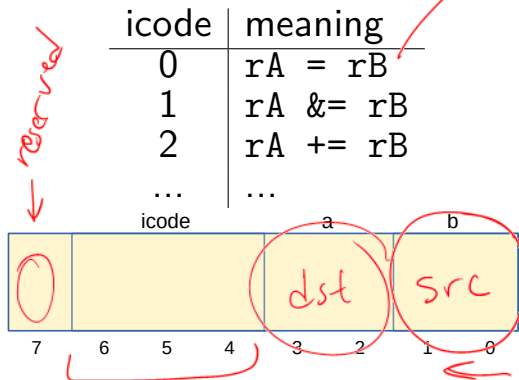 icode meaning
0 rA = rB
1 rA &= rB
2 rA += rB
... ...
reserved
icode a b
0 dst src
7 6 5 4 3 2 1 0